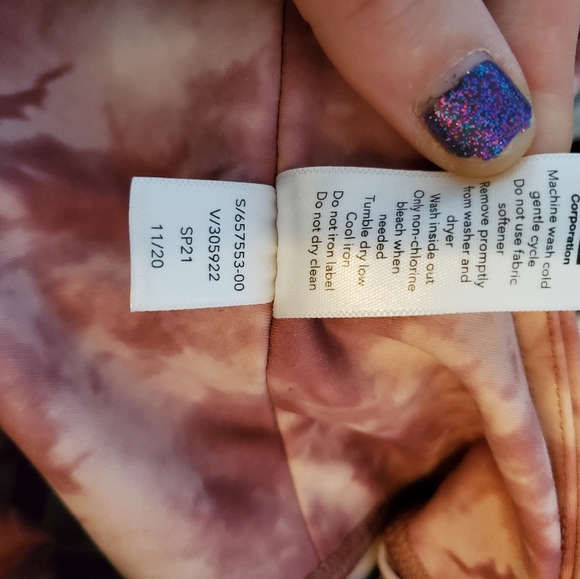 Corporation
Machine wash cold
gentle cycle
Do not use fabric
softener
Remove promptly
from washer and
dryer
Wash inside out
Only non-chlorine
bleach when
needed
Tumble dry low
Cool iron
Do not iron label
Do not dry clean
S/657553-00
V/305922
SP21
11/20